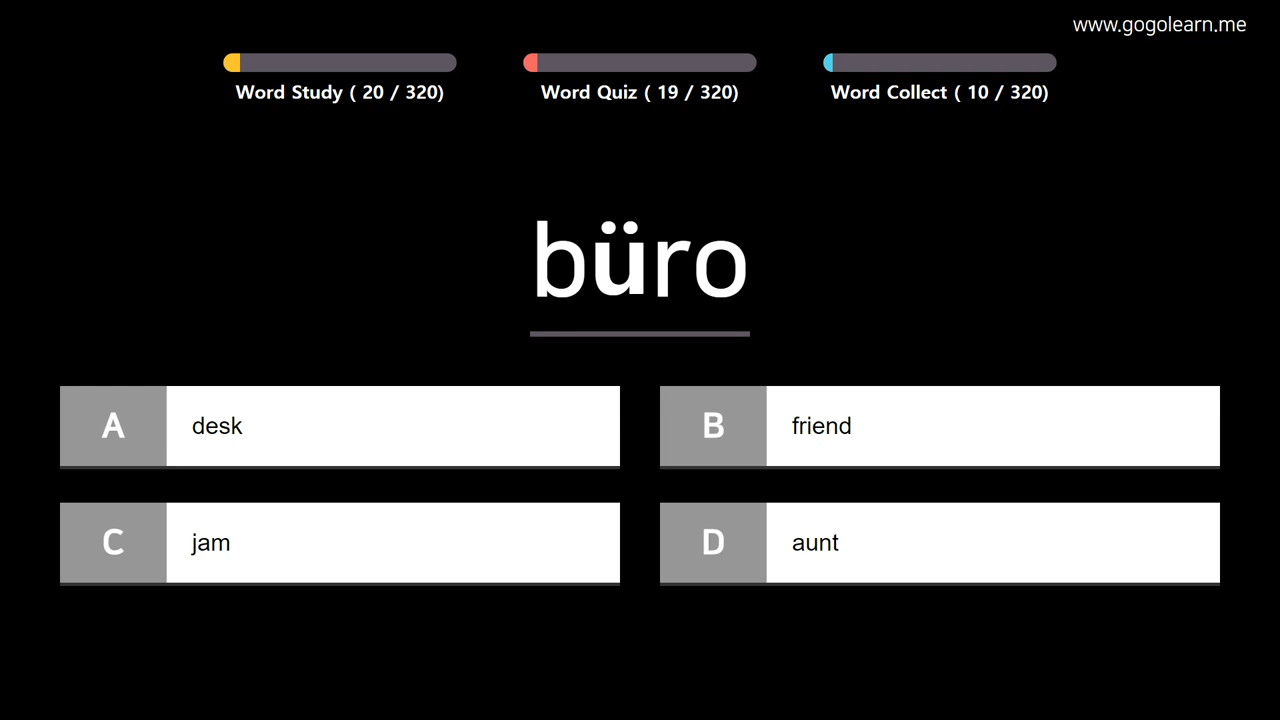 www.gogolearn.me
Word Study ( 20 / 320)
Word Quiz ( 19 / 320)
Word Collect ( 10 / 320)
büro
A desk
B friend
C jam
D aunt